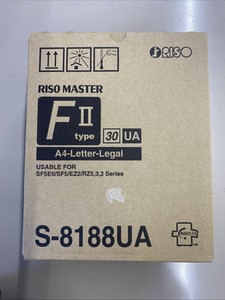 RISO
RISO MASTER
F II
type
30 UA
A4-Letter-Legal
USABLE FOR
SF5EII/SF5/EZ2/RZ5,3,2 Series
S-8188UA
RISO